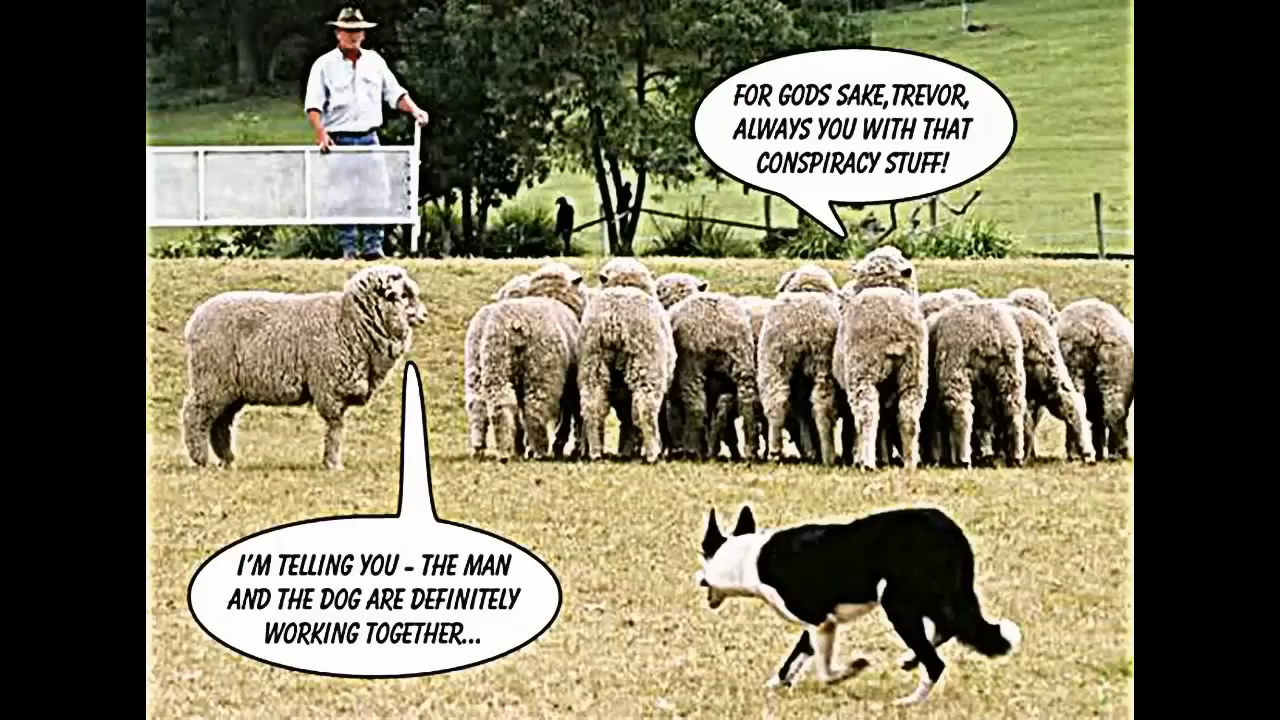 FOR GODS SAKE,TREVOR,
ALWAYS YOU WITH THAT
CONSPIRACY STUFF!
I'M TELLING YOU - THE MAN
AND THE DOG ARE DEFINITELY
WORKING TOGETHER...